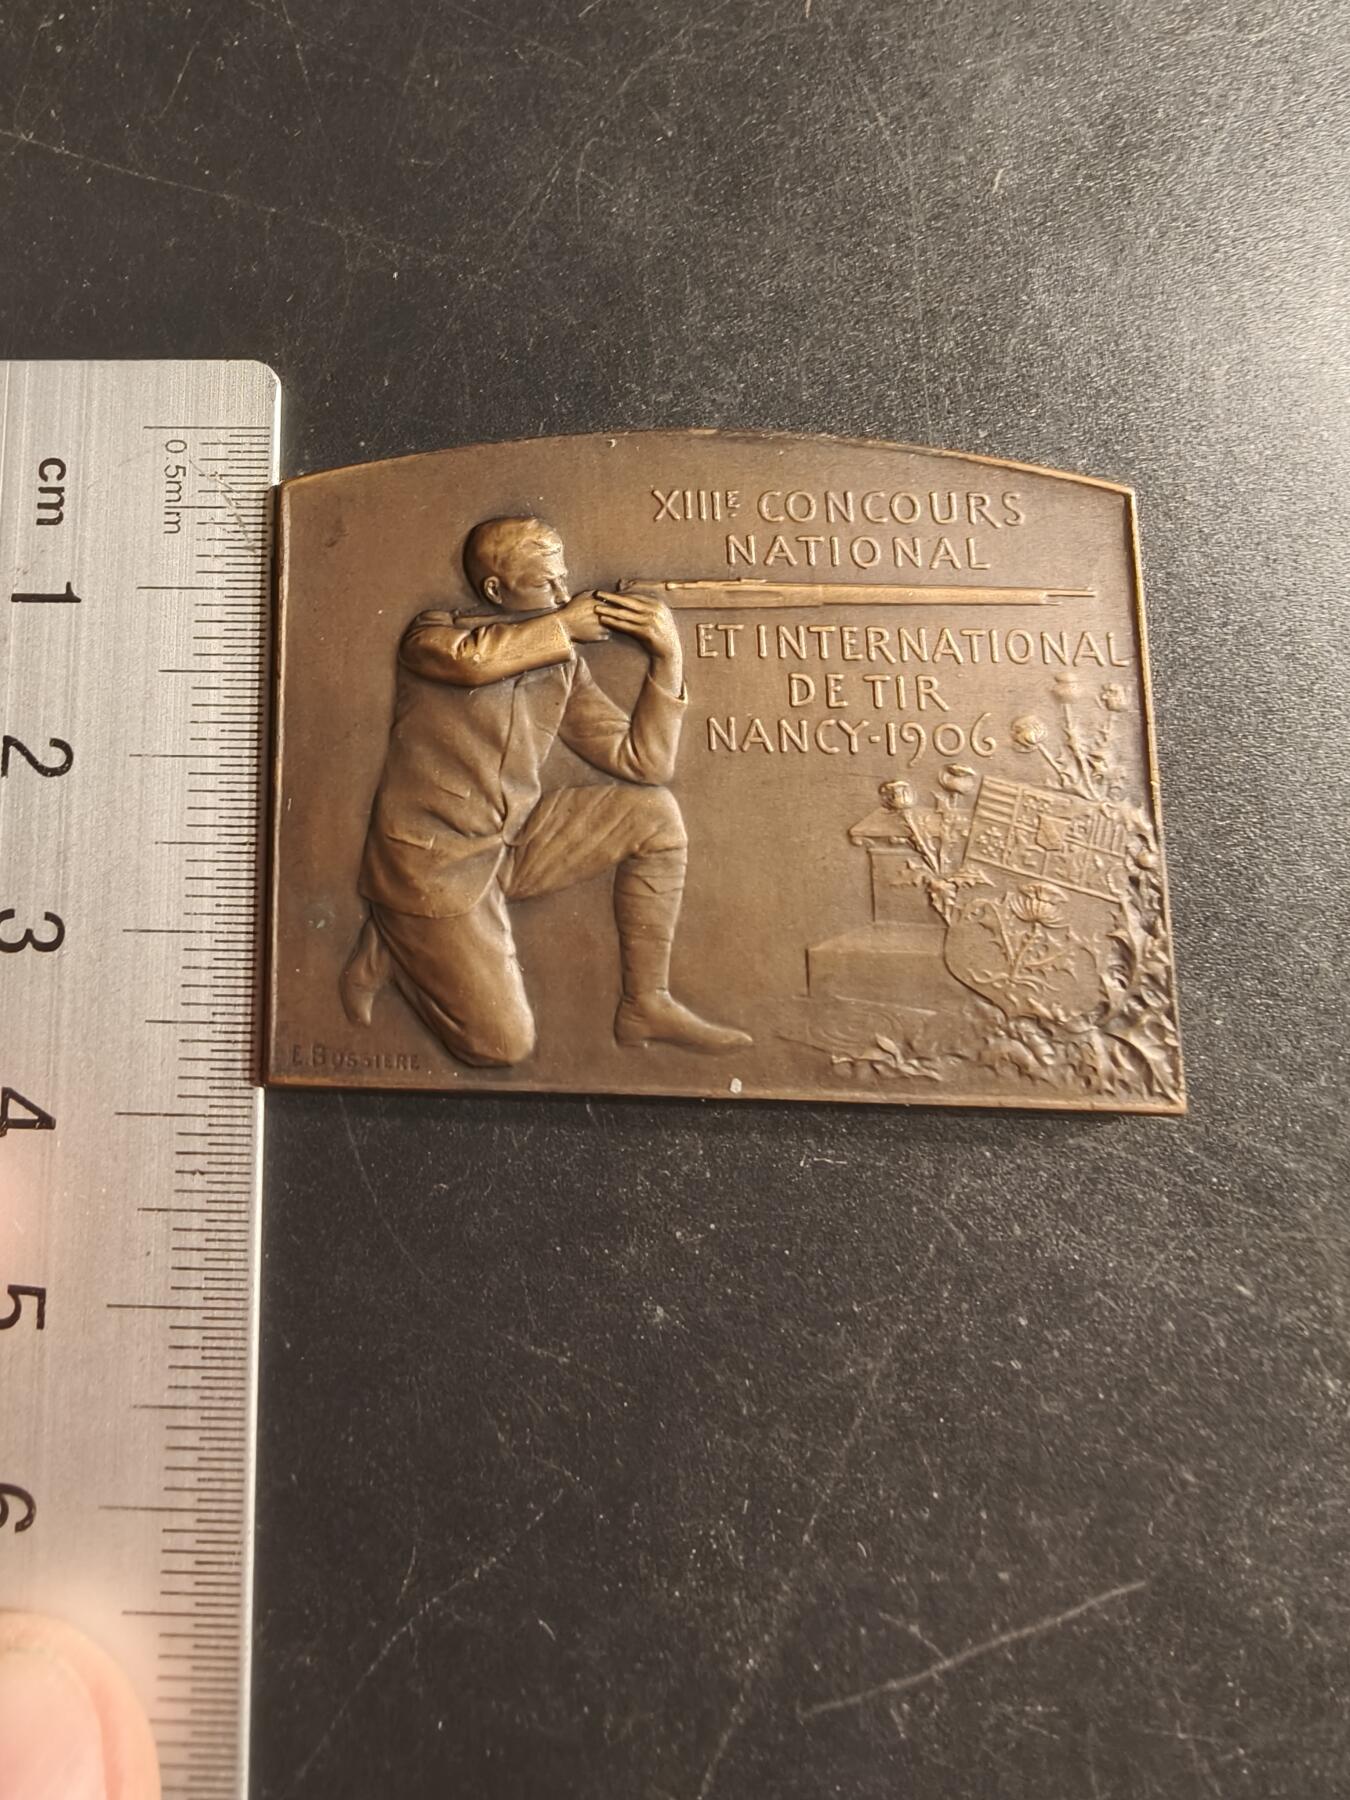 XIIIE CONCOURS
NATIONAL
ET INTERNATIONAL
DE TIR
NANCY-1906
E. BUSSIERE
cm
0.5mm
1
2
3
4
5
6